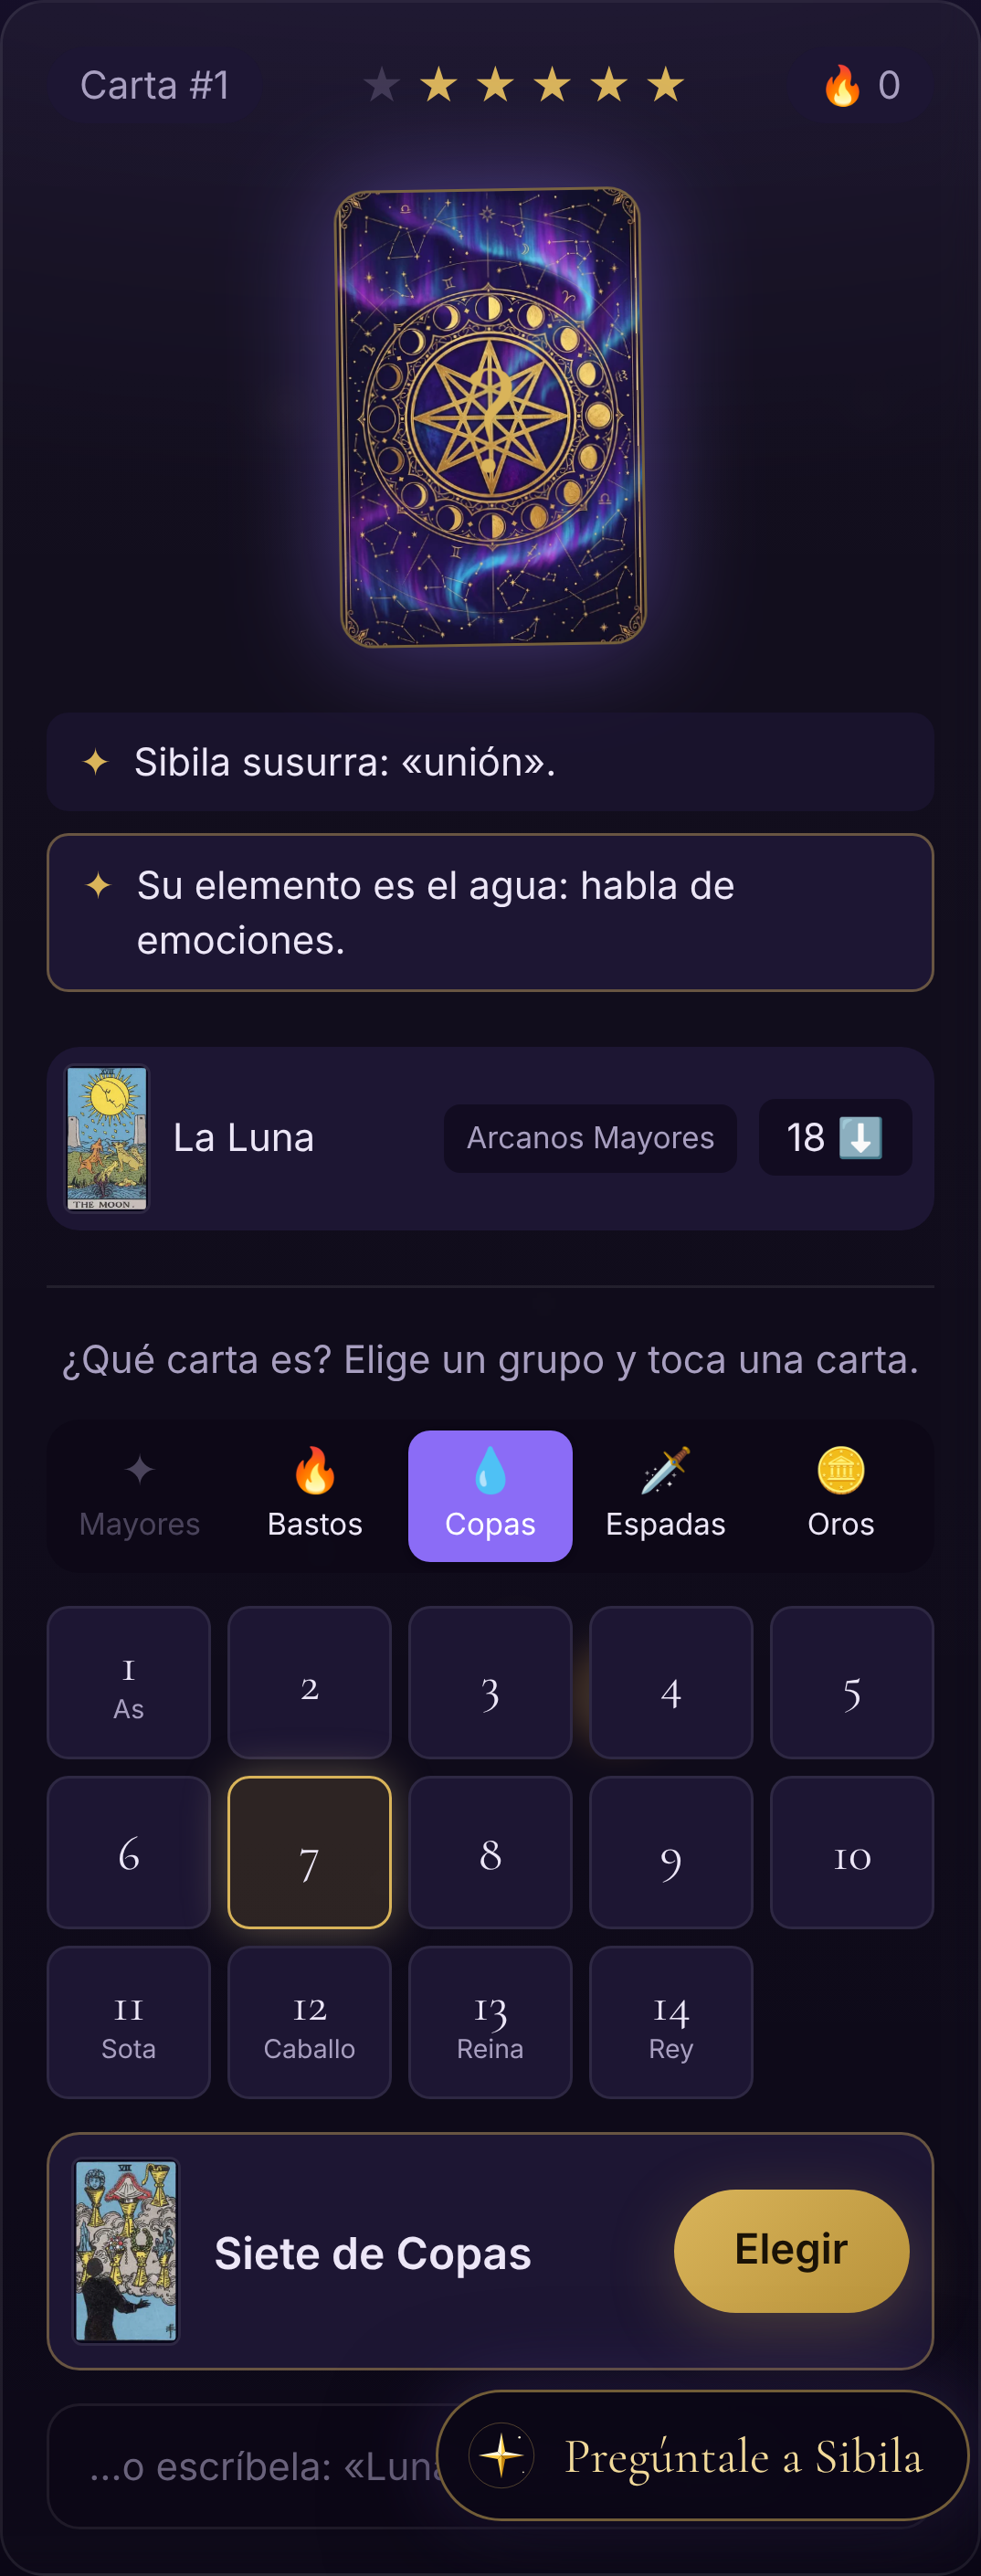 Carta #1
0
Sibila susurra: «unión».
Su elemento es el agua: habla de
emociones.
THE MOON.
La Luna
Arcanos Mayores
18
¿Qué carta es? Elige un grupo y toca una carta.
Mayores
Bastos
Copas
Espadas
Oros
1
As
2
3
4
5
6
7
8
9
10
11
Sota
12
Caballo
13
Reina
14
Rey
VII
Siete de Copas
Elegir
...o escríbela: «Luna
Pregúntale a Sibila